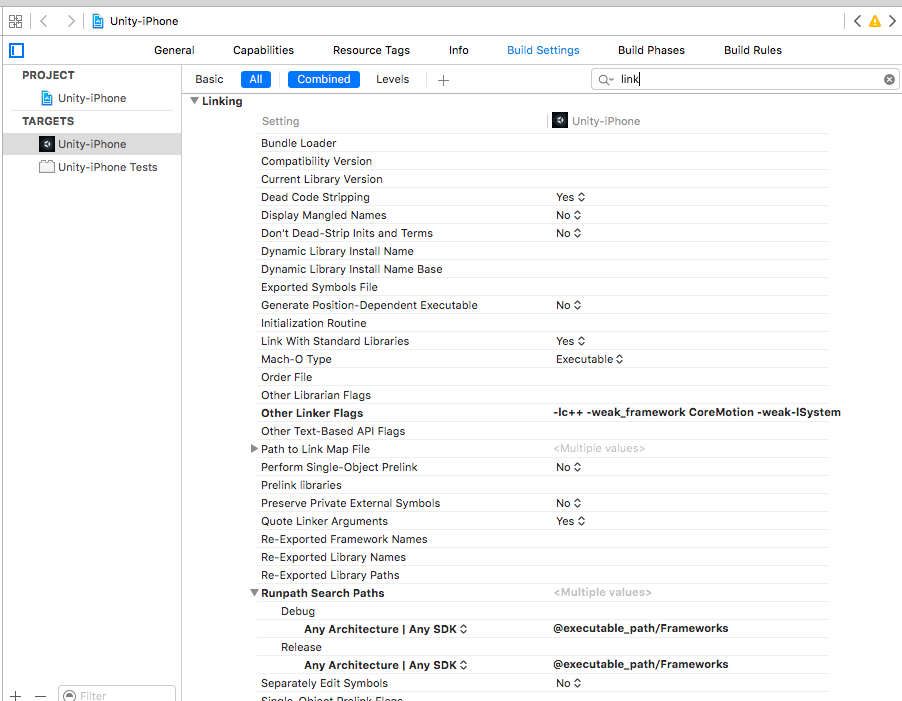 Unity-iPhone
General Capabilities Resource Tags Info Build Settings Build Phases Build Rules
PROJECT
Unity-iPhone
TARGETS
Unity-iPhone
Unity-iPhone Tests
Basic All Combined Levels link
Linking
Setting Unity-iPhone
Bundle Loader
Compatibility Version
Current Library Version
Dead Code Stripping Yes
Display Mangled Names No
Don't Dead-Strip Inits and Terms No
Dynamic Library Install Name
Dynamic Library Install Name Base
Exported Symbols File
Generate Position-Dependent Executable No
Initialization Routine
Link With Standard Libraries Yes
Mach-O Type Executable
Order File
Other Librarian Flags
Other Linker Flags -lc++ -weak_framework CoreMotion -weak-lSystem
Other Text-Based API Flags
Path to Link Map File <Multiple values>
Perform Single-Object Prelink No
Prelink libraries
Preserve Private External Symbols No
Quote Linker Arguments Yes
Re-Exported Framework Names
Re-Exported Library Names
Re-Exported Library Paths
Runpath Search Paths <Multiple values>
Debug
Any Architecture | Any SDK @executable_path/Frameworks
Release
Any Architecture | Any SDK @executable_path/Frameworks
Separately Edit Symbols No
Single-Object Prelink Flags
Filter